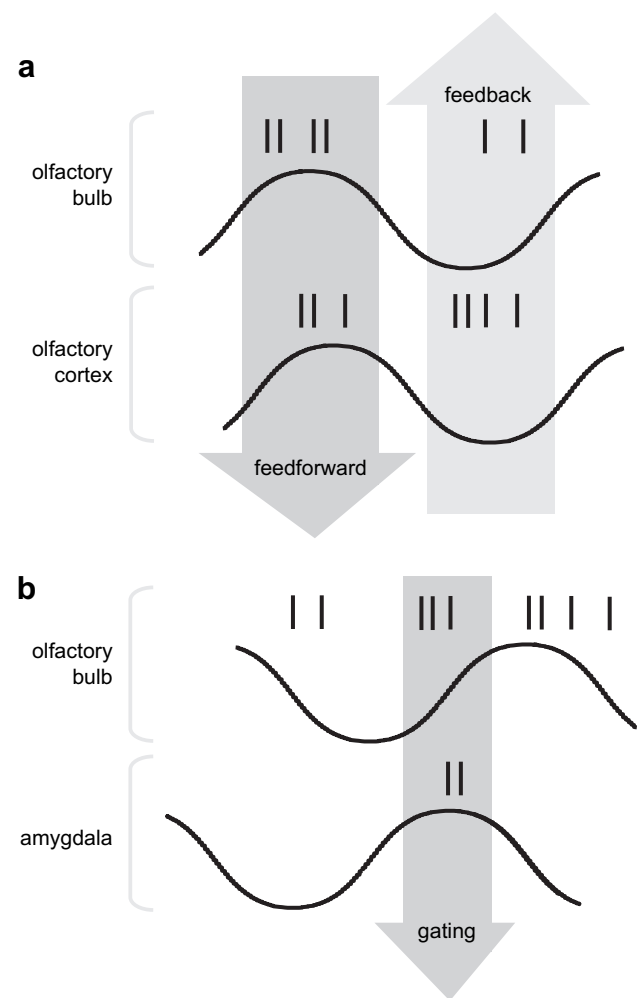 a
feedback
olfactory
bulb
olfactory
cortex
feedforward
b
olfactory
bulb
amygdala
gating